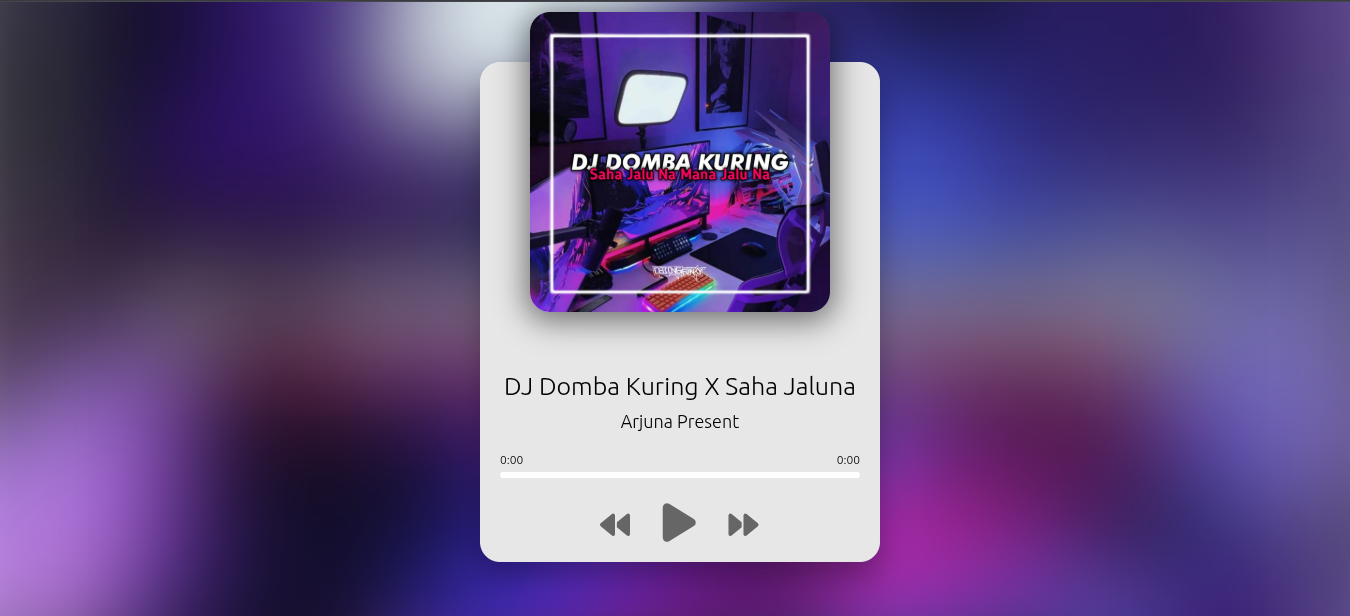 DJ DOMBA KURING
Saha Jalu Na Mana Jalu Na
DJ Domba Kuring X Saha Jaluna
Arjuna Present
0:00 0:00